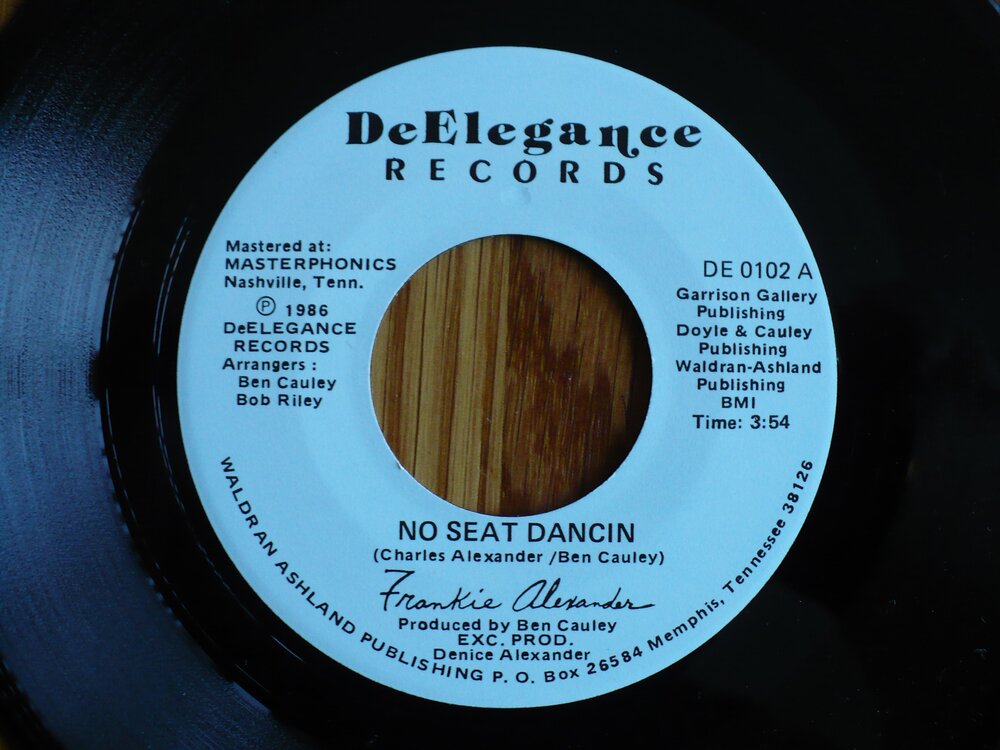 DeElegance
RECORDS
Mastered at:
MASTERPHONICS
Nashville, Tenn.
℗ 1986
DeELEGANCE
RECORDS
Arrangers :
Ben Cauley
Bob Riley
DE 0102 A
Garrison Gallery
Publishing
Doyle & Cauley
Publishing
Waldran-Ashland
Publishing
BMI
Time: 3:54
NO SEAT DANCIN
(Charles Alexander /Ben Cauley)
Frankie Alexander
Produced by Ben Cauley
EXC. PROD.
Denice Alexander
WALDRAN ASHLAND PUBLISHING P. O. Box 26584 Memphis, Tennessee 38126